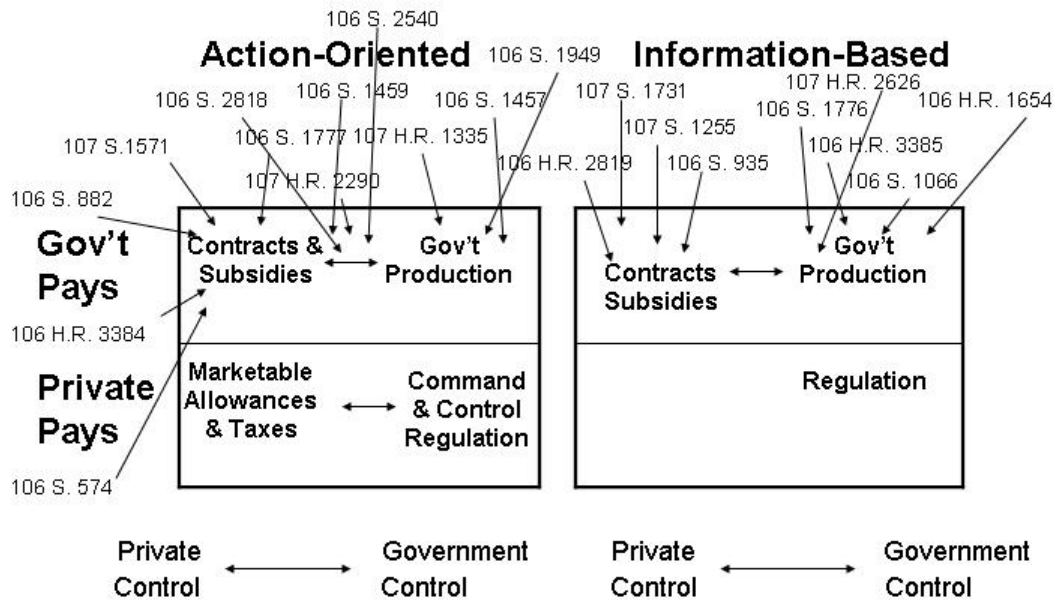 106 S. 2540
Action-Oriented
Information-Based
106 S. 1949
106 S. 2818
106 S. 1459
106 S. 1457
107 S. 1731
107 H.R. 2626
106 H.R. 1654
107 S.1571
106 S. 1777
107 H.R. 1335
107 S. 1255
106 S. 1776
106 H.R. 2819
106 S. 935
106 H.R. 3385
107 H.R. 2290
106 S. 1066
106 S. 882
Gov't
Pays
Contracts &
Subsidies
Gov't
Production
Contracts
Subsidies
Gov't
Production
106 H.R. 3384
Private
Pays
Marketable
Allowances
& Taxes
Command
& Control
Regulation
Regulation
106 S. 574
Private
Control
Government
Control
Private
Control
Government
Control